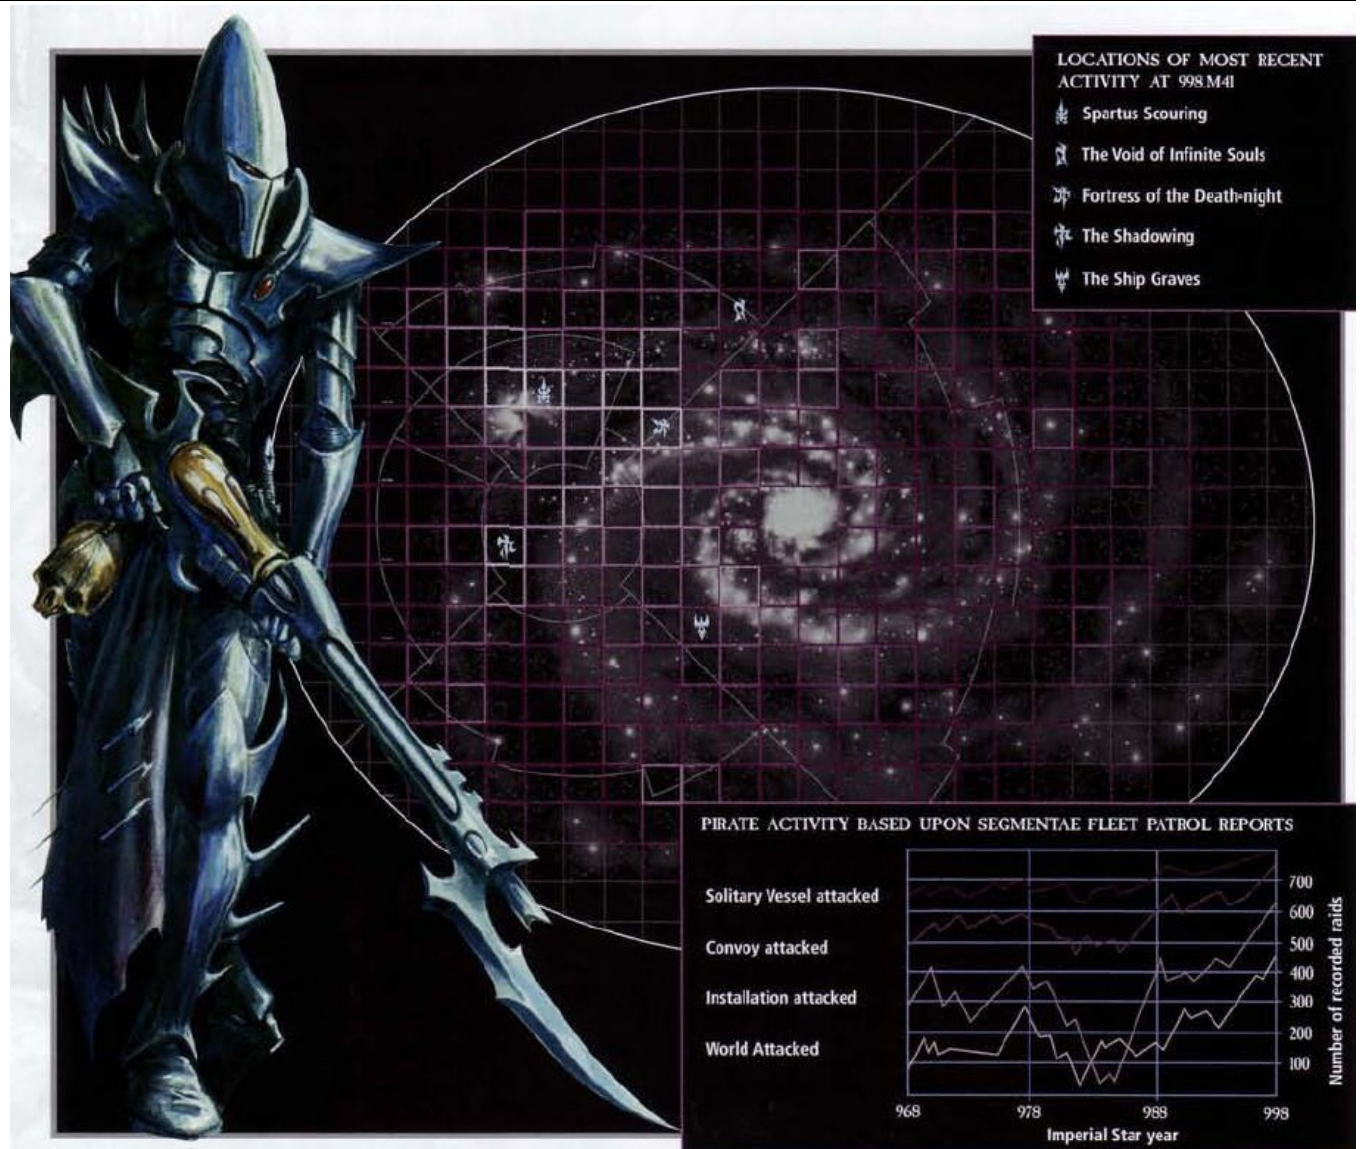 LOCATIONS OF MOST RECENT
ACTIVITY AT 998.M41
Spartus Scouring
The Void of Infinite Souls
Fortress of the Death-night
The Shadowing
The Ship Graves
PIRATE ACTIVITY BASED UPON SEGMENTAE FLEET PATROL REPORTS
Solitary Vessel attacked
Convoy attacked
Installation attacked
World Attacked
700
600
500
400
300
200
100
Number of recorded raids
968 978 988 998
Imperial Star year